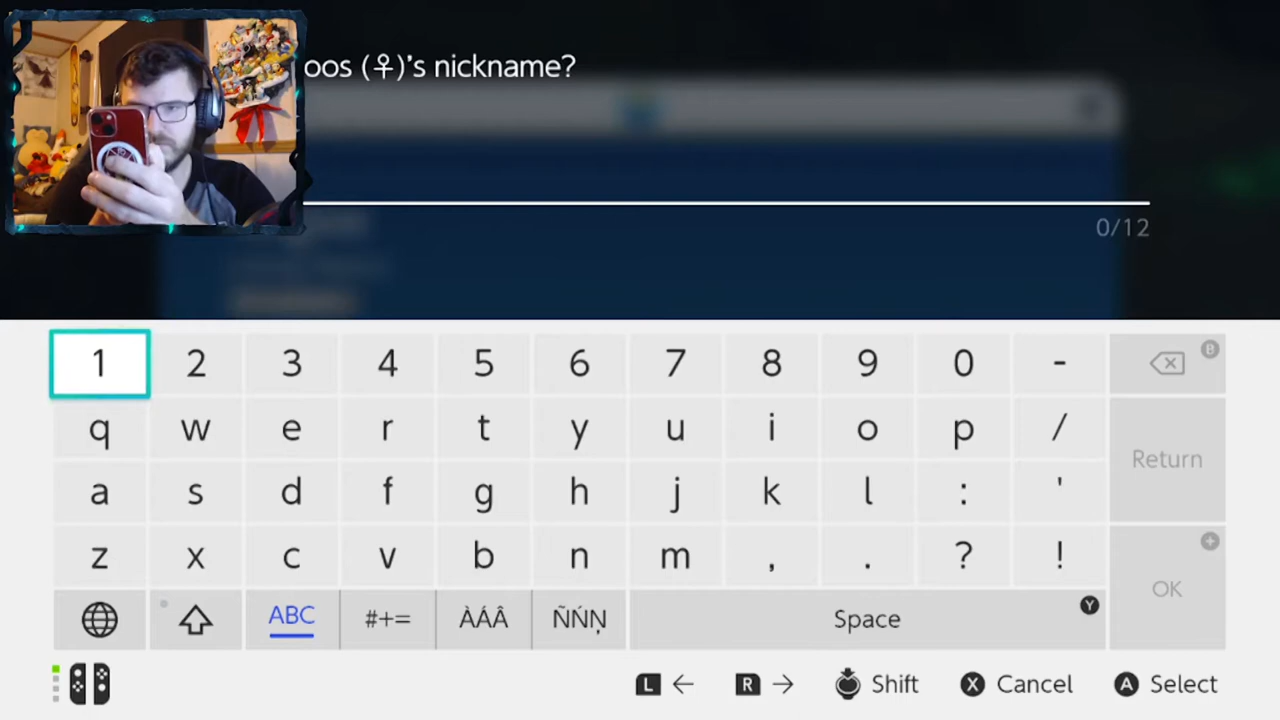 oos (♀)'s nickname?
0/12
1 2 3 4 5 6 7 8 9 0 - B
q w e r t y u i o p / Return
a s d f g h j k l : '
z x c v b n m , . ? ! +
ABC #+= ÀÁÂ ÑŃŅ Space Y OK
L ← R → Shift X Cancel A Select